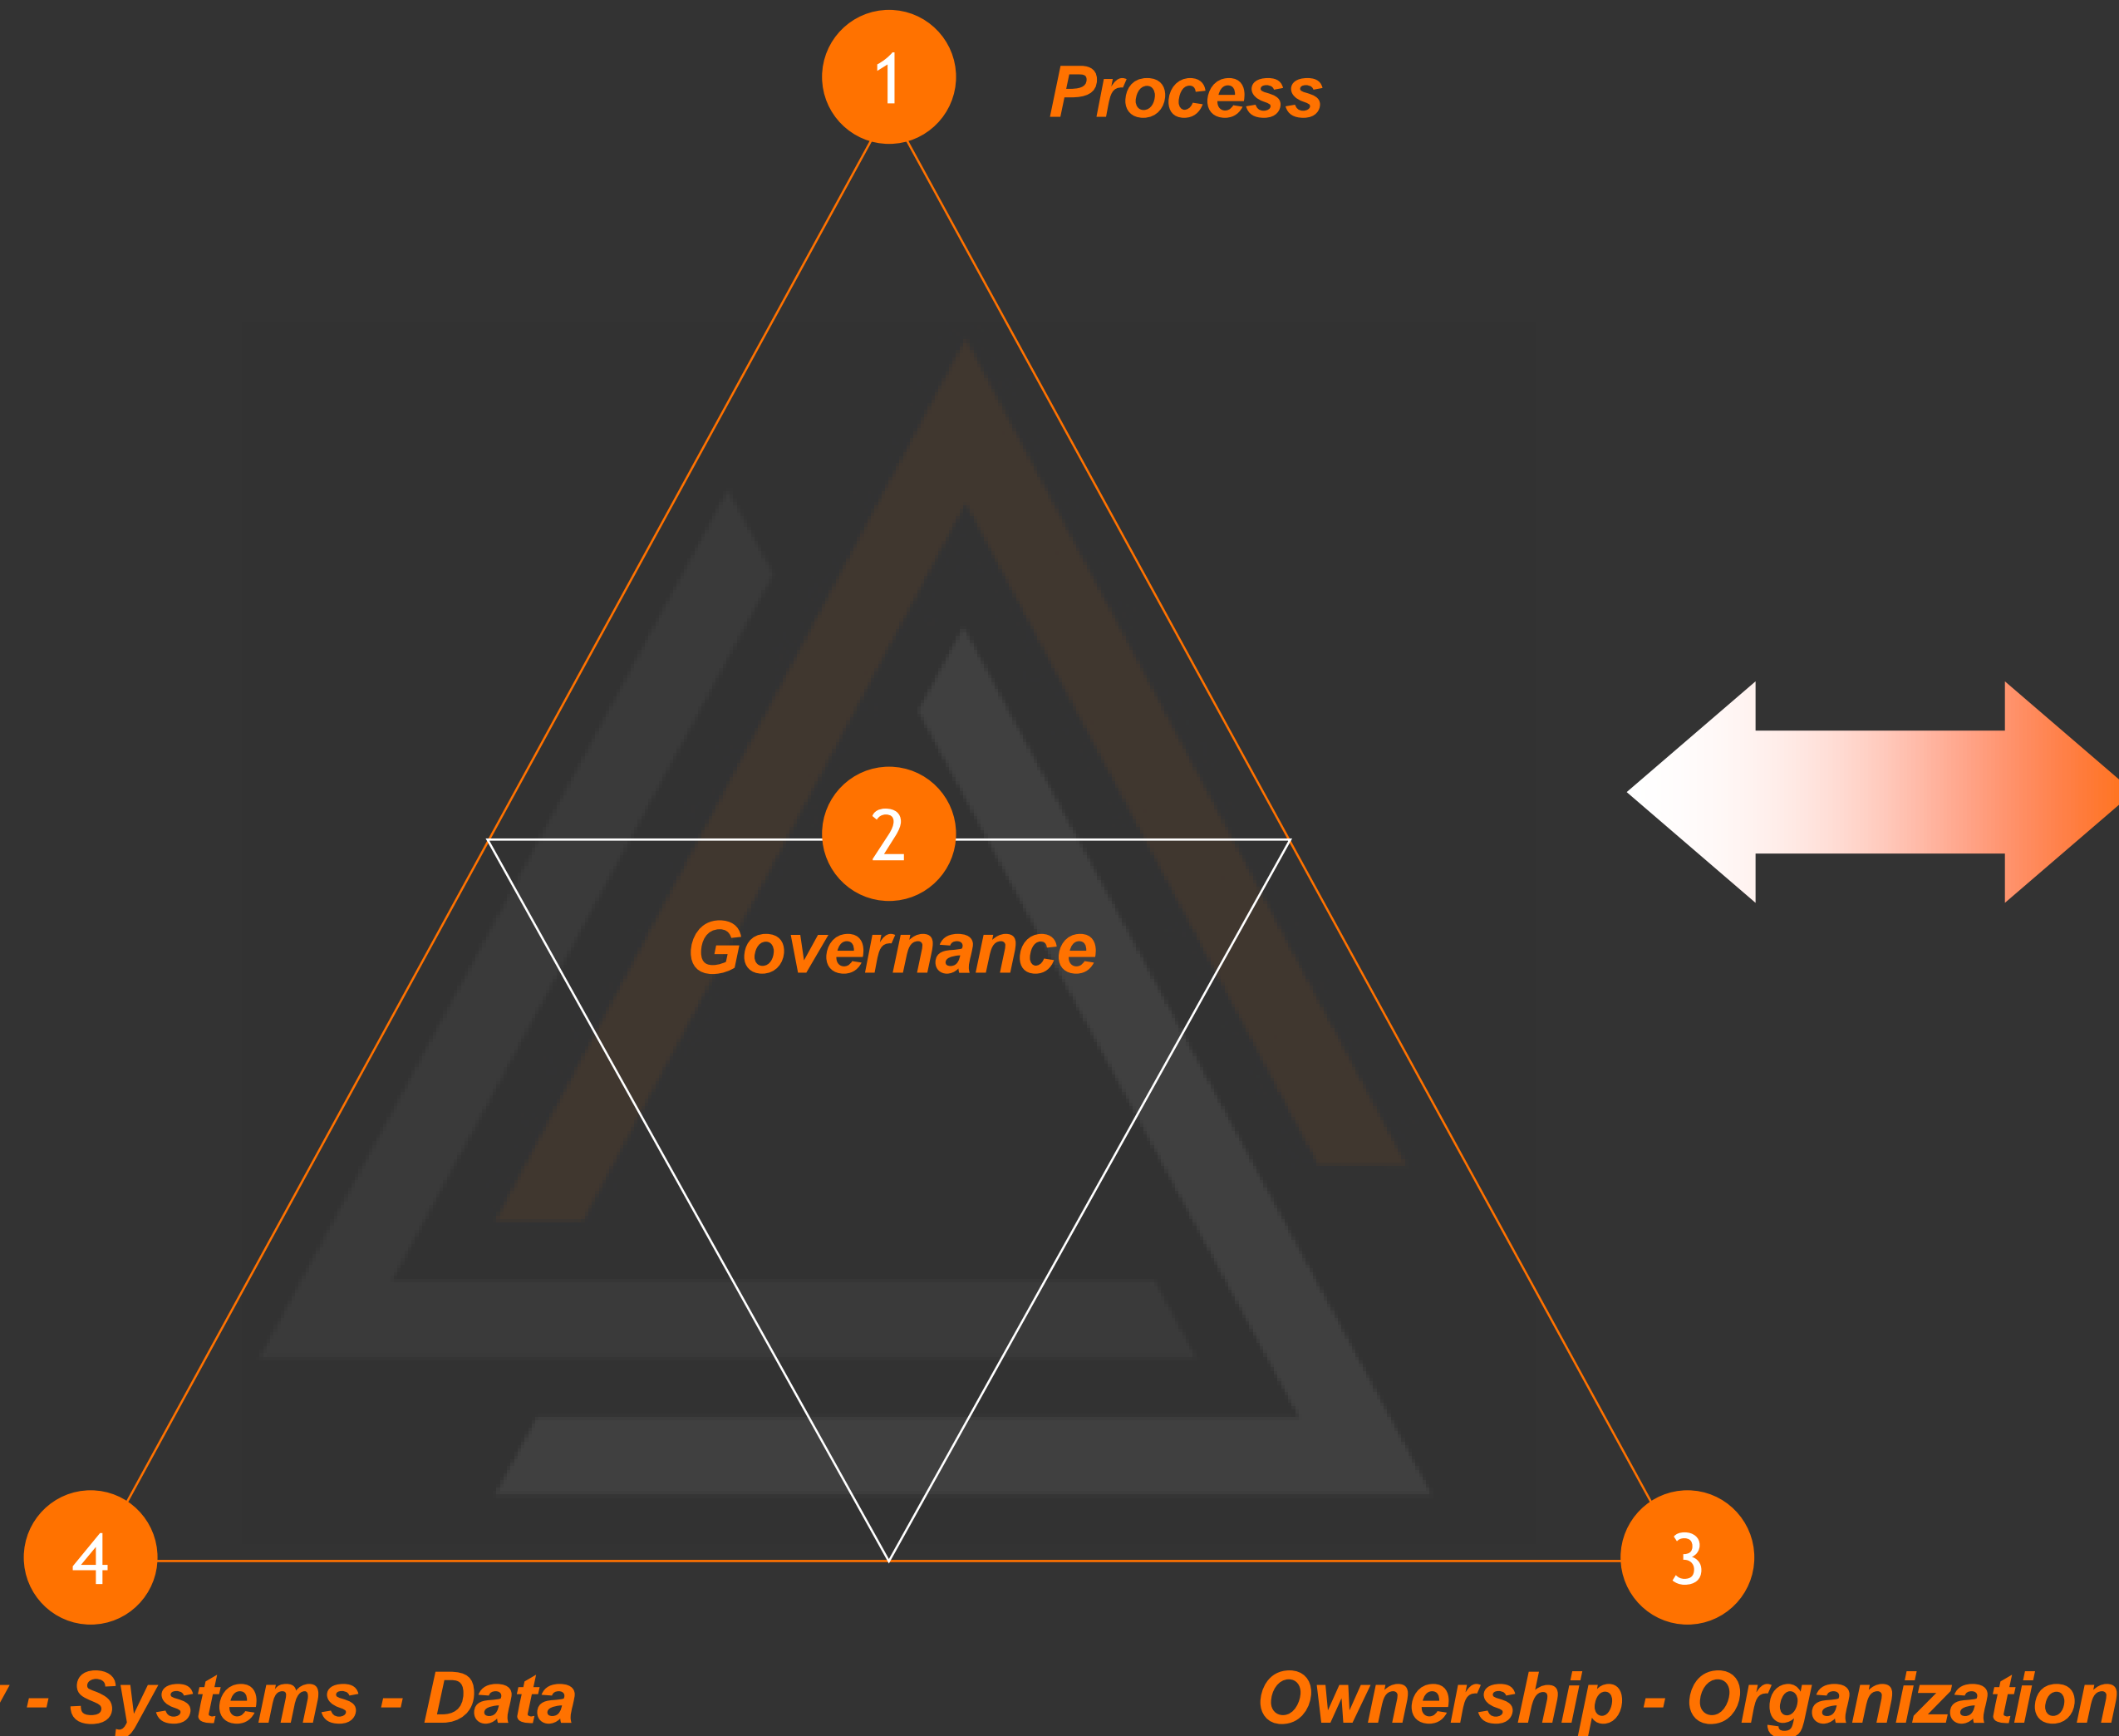 1
Process
2
Governance
4
3
- Systems - Data
Ownership - Organization